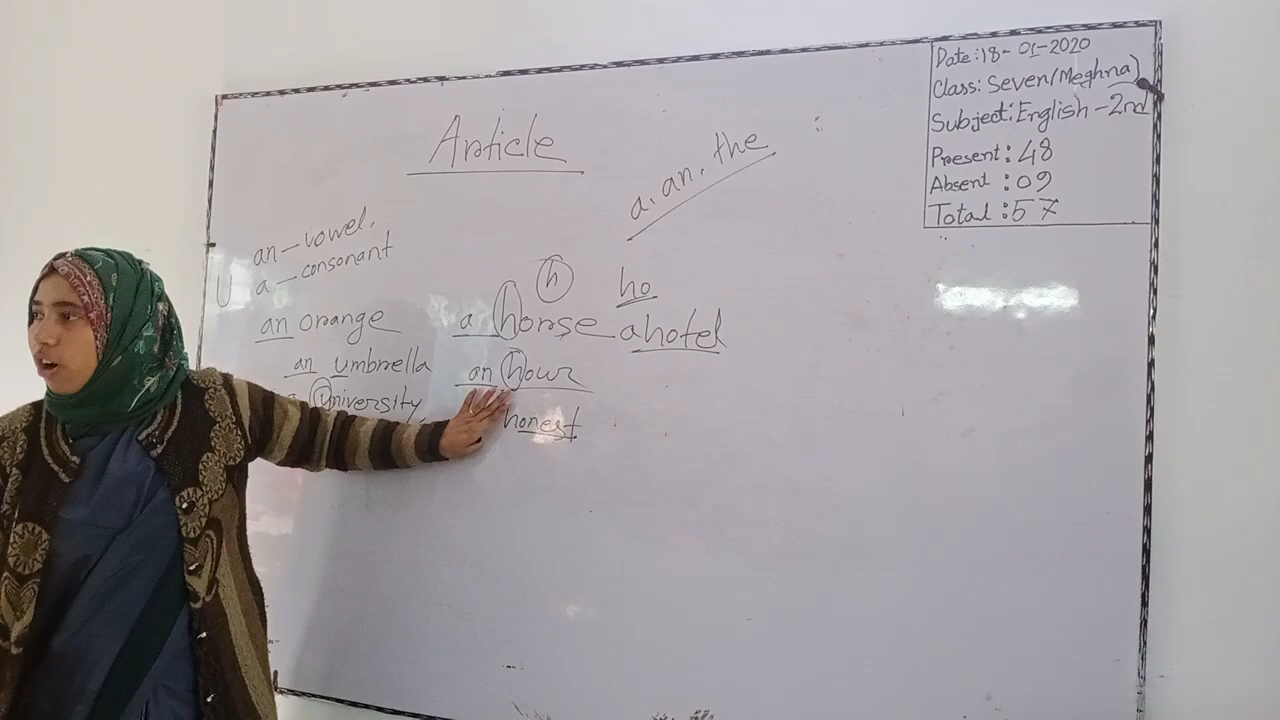 Article
a, an, the
Date: 18-01-2020
Class: Seven (Meghna)
Subject: English-2nd
Present: 48
Absent: 09
Total: 57
an — vowel,
U a — consonant
an orange
an umbrella
University,
h
ho
a horse
a hotel
an hour
honest